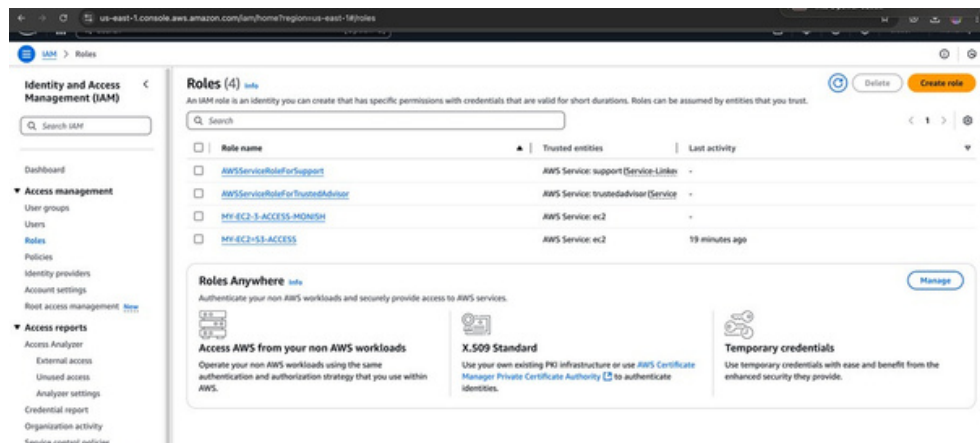 us-east-1.console.aws.amazon.com/iam/home?region=us-east-1#/roles
IAM > Roles
Identity and Access Management (IAM)
Search IAM
Dashboard
Access management
User groups
Users
Roles
Policies
Identity providers
Account settings
Root access management New
Access reports
Access Analyzer
External access
Unused access
Analyzer settings
Credential report
Organization activity
Service control policies
Roles (4) Info
Delete
Create role
An IAM role is an identity you can create that has specific permissions with credentials that are valid for short durations. Roles can be assumed by entities that you trust.
Search
1
Role name Trusted entities Last activity
AWSServiceRoleForSupport AWS Service: support (Service-Linked -
AWSServiceRoleForTrustedAdvisor AWS Service: trustedadvisor (Service -
MY-EC2-3-ACCESS-MONISH AWS Service: ec2 -
MY-EC2=S3-ACCESS AWS Service: ec2 19 minutes ago
Roles Anywhere Info
Manage
Authenticate your non AWS workloads and securely provide access to AWS services.
Access AWS from your non AWS workloads
Operate your non AWS workloads using the same
authentication and authorization strategy that you use within
AWS.
X.509 Standard
Use your own existing PKI infrastructure or use AWS Certificate
Manager Private Certificate Authority to authenticate
identities.
Temporary credentials
Use temporary credentials with ease and benefit from the
enhanced security they provide.